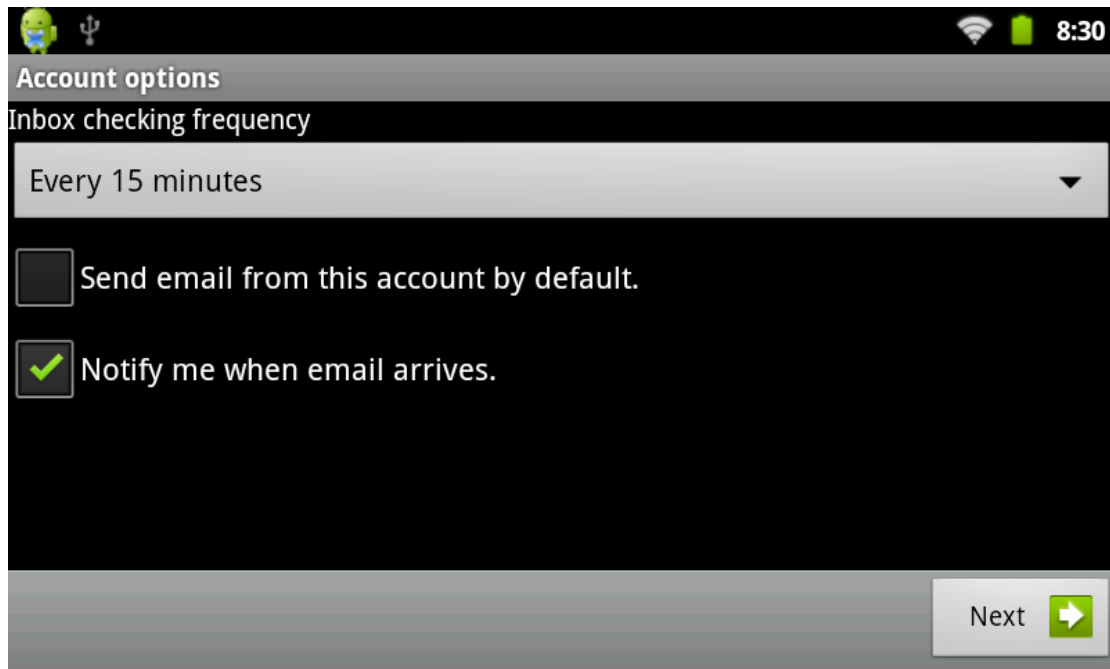 8:30
Account options
Inbox checking frequency
Every 15 minutes
Send email from this account by default.
Notify me when email arrives.
Next